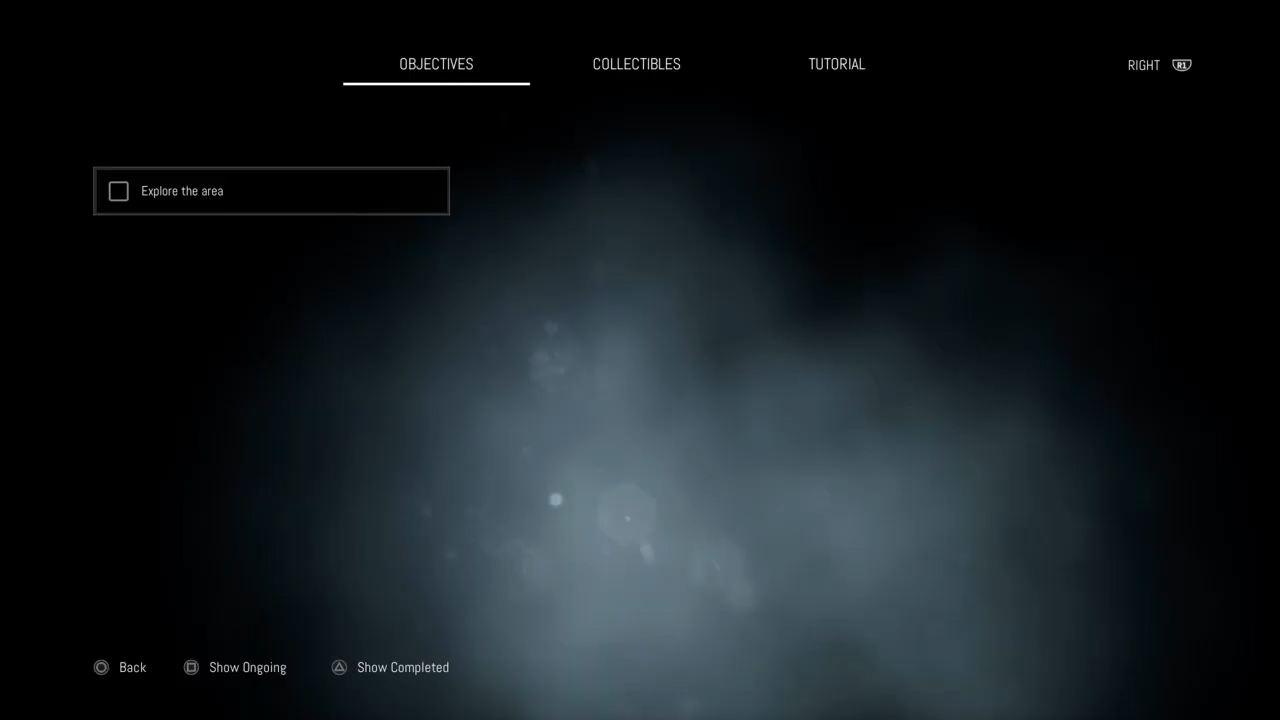 OBJECTIVES
COLLECTIBLES
TUTORIAL
RIGHT R1
Explore the area
Back
Show Ongoing
Show Completed